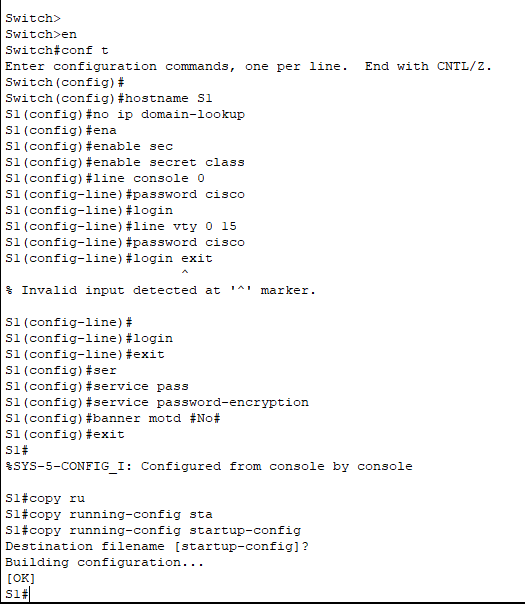 Switch>
Switch>en
Switch#conf t
Enter configuration commands, one per line.  End with CNTL/Z.
Switch(config)#
Switch(config)#hostname S1
S1(config)#no ip domain-lookup
S1(config)#ena
S1(config)#enable sec
S1(config)#enable secret class
S1(config)#line console 0
S1(config-line)#password cisco
S1(config-line)#login
S1(config-line)#line vty 0 15
S1(config-line)#password cisco
S1(config-line)#login exit
^
% Invalid input detected at '^' marker.
S1(config-line)#
S1(config-line)#login
S1(config-line)#exit
S1(config)#ser
S1(config)#service pass
S1(config)#service password-encryption
S1(config)#banner motd #No#
S1(config)#exit
S1#
%SYS-5-CONFIG_I: Configured from console by console
S1#copy ru
S1#copy running-config sta
S1#copy running-config startup-config
Destination filename [startup-config]?
Building configuration...
[OK]
S1#